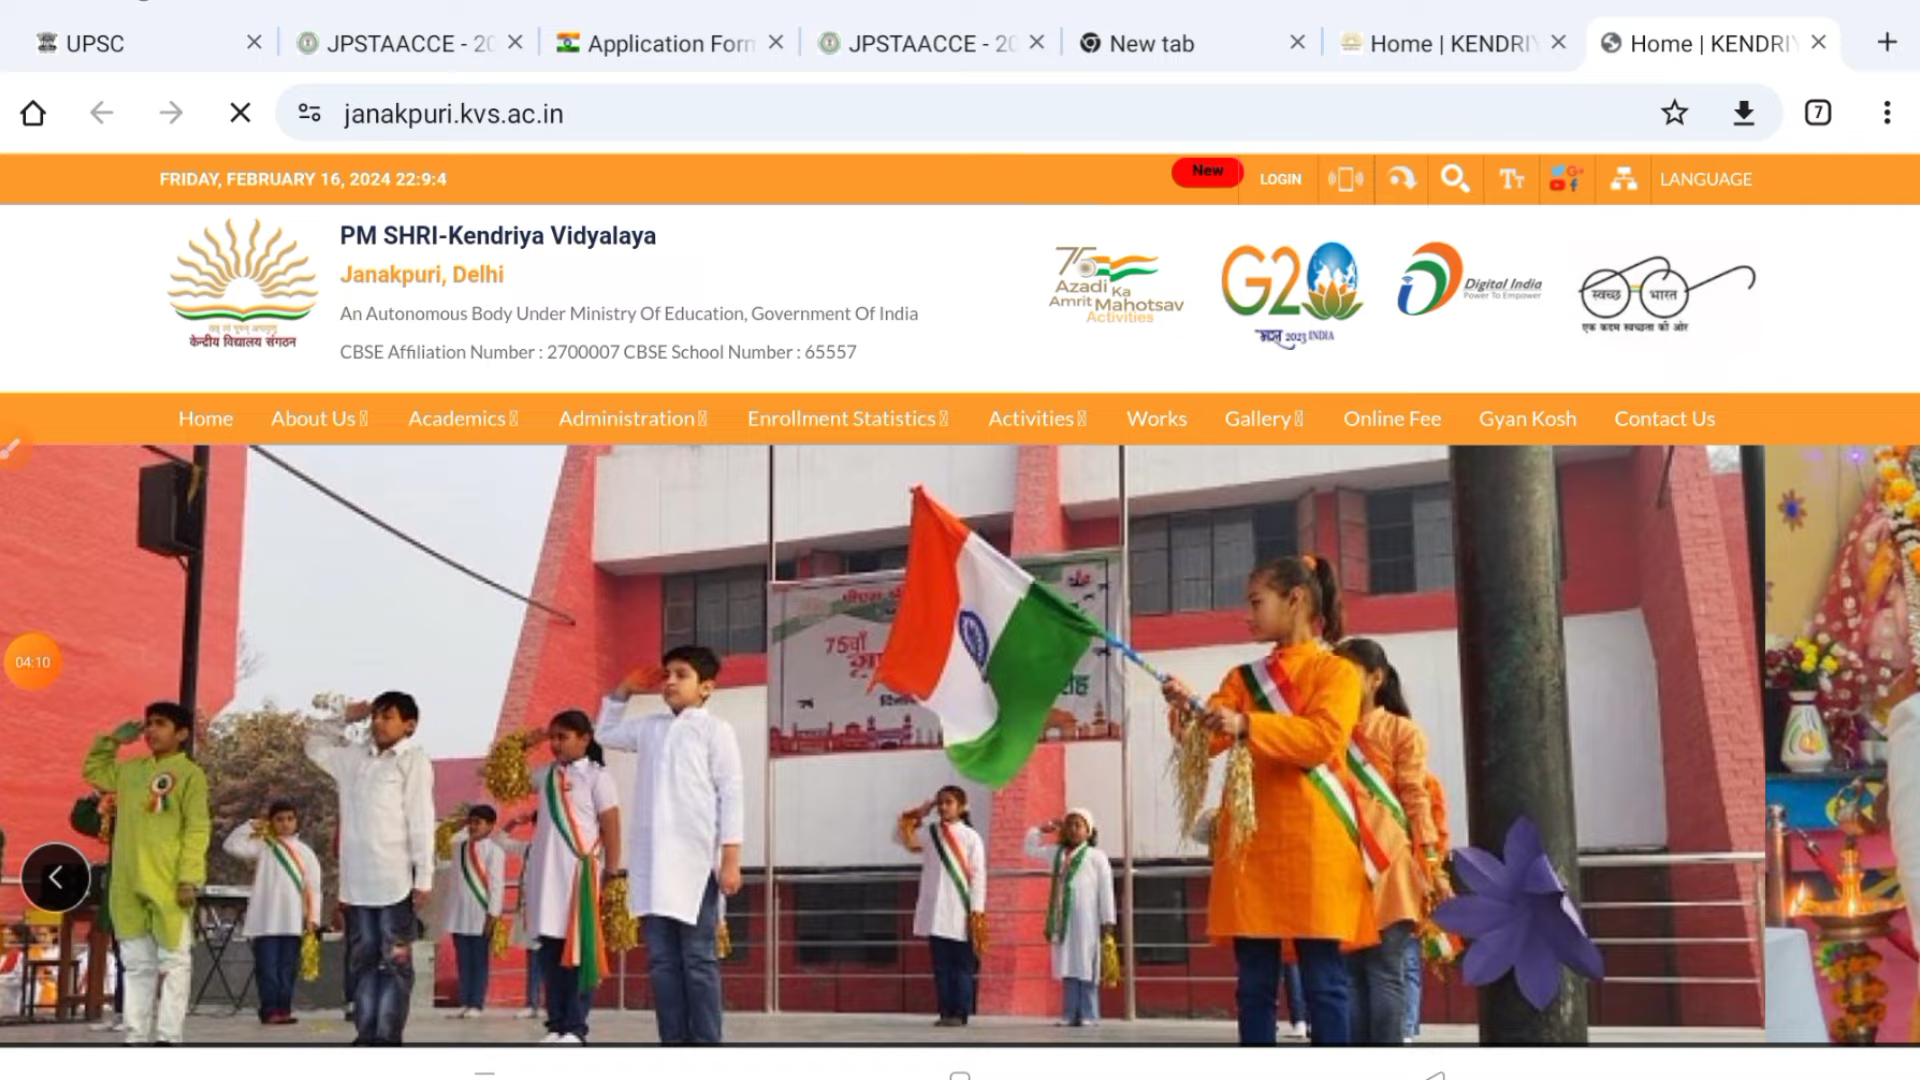 UPSC
JPSTAACCE - 20
Application Form
JPSTAACCE - 20
New tab
Home | KENDRIY
Home | KENDRIY
janakpuri.kvs.ac.in
7
FRIDAY, FEBRUARY 16, 2024 22:9:4
New
LOGIN
LANGUAGE
PM SHRI-Kendriya Vidyalaya
Janakpuri, Delhi
An Autonomous Body Under Ministry Of Education, Government Of India
CBSE Affiliation Number : 2700007 CBSE School Number : 65557
केन्द्रीय विद्यालय संगठन
75
Azadi Ka
Amrit Mahotsav
Activities
G20
भारत 2023 INDIA
Digital India
Power To Empower
स्वच्छ भारत
एक कदम स्वच्छता की ओर
Home About Us Academics Administration Enrollment Statistics Activities Works Gallery Online Fee Gyan Kosh Contact Us
75वाँ
04:10